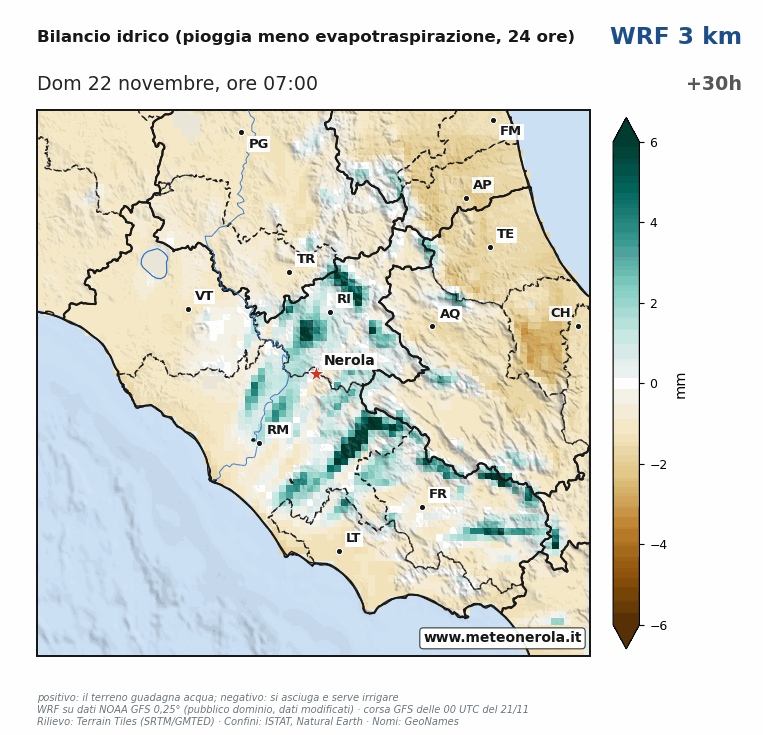 Bilancio idrico (pioggia meno evapotraspirazione, 24 ore)
WRF 3 km
Dom 22 novembre, ore 07:00
+30h
FM
PG
AP
TE
TR
VT
RI
AQ
CH
Nerola
RM
FR
LT
6
4
2
0
−2
−4
−6
mm
www.meteonerola.it
positivo: il terreno guadagna acqua; negativo: si asciuga e serve irrigare
WRF su dati NOAA GFS 0,25° (pubblico dominio, dati modificati) · corsa GFS delle 00 UTC del 21/11
Rilievo: Terrain Tiles (SRTM/GMTED) · Confini: ISTAT, Natural Earth · Nomi: GeoNames